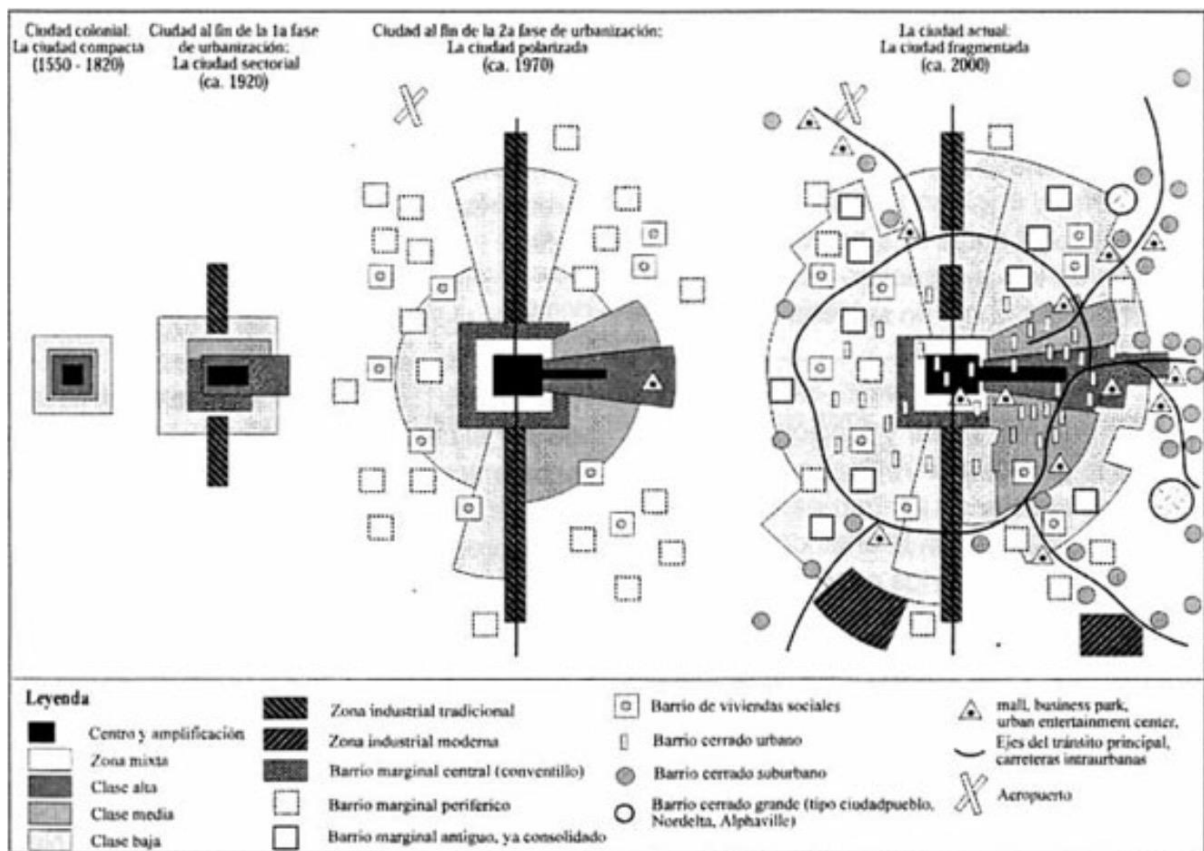 Ciudad colonial:
La ciudad compacta
(1550 - 1820)
Ciudad al fin de la 1a fase
de urbanización:
La ciudad sectorial
(ca. 1920)
Ciudad al fin de la 2a fase de urbanización:
La ciudad polarizada
(ca. 1970)
La ciudad actual:
La ciudad fragmentada
(ca. 2000)
Leyenda
Centro y amplificación
Zona mixta
Clase alta
Clase media
Clase baja
Zona industrial tradicional
Zona industrial moderna
Barrio marginal central (conventillo)
Barrio marginal periférico
Barrio marginal antiguo, ya consolidado
Barrio de viviendas sociales
Barrio cerrado urbano
Barrio cerrado suburbano
Barrio cerrado grande (tipo ciudadpueblo,
Nordelta, Alphaville)
mall, business park,
urban entertainment center,
Ejes del tránsito principal,
carreteras intraurbanas
Aeropuerto